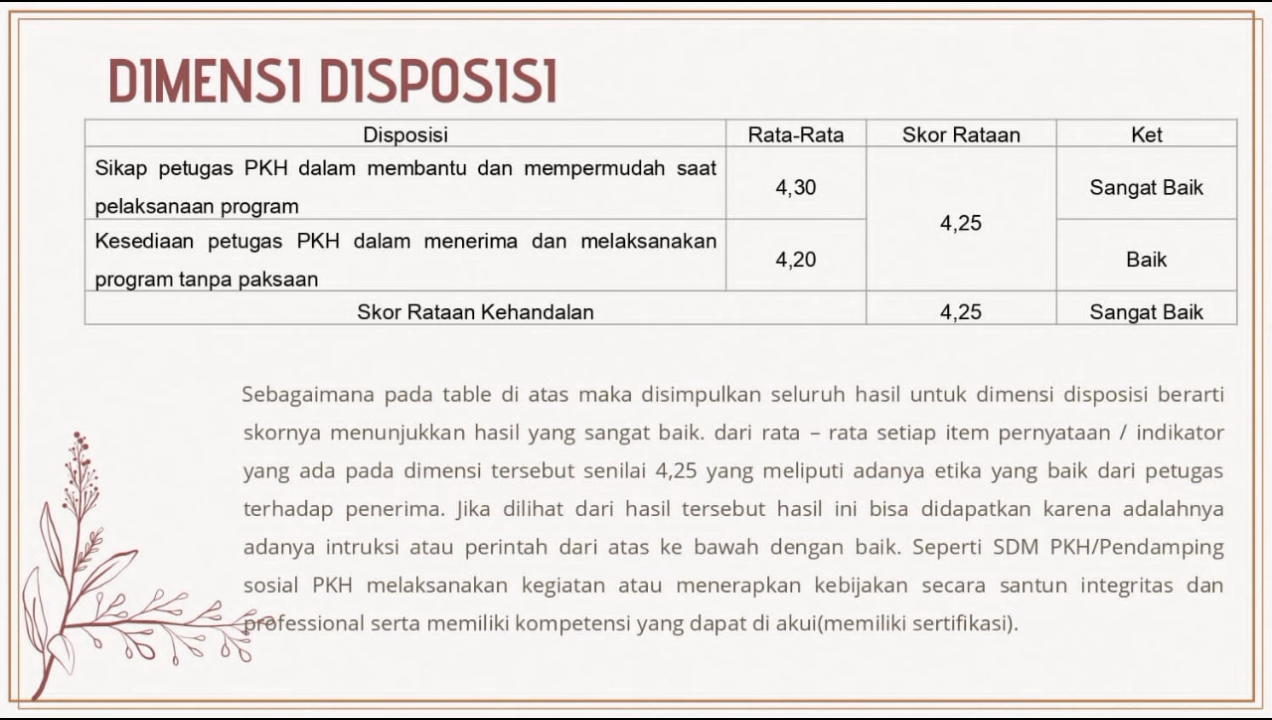 DIMENSI DISPOSISI
Disposisi Rata-Rata Skor Rataan Ket
Sikap petugas PKH dalam membantu dan mempermudah saat
pelaksanaan program
4,30
4,25
Sangat Baik
Kesediaan petugas PKH dalam menerima dan melaksanakan
program tanpa paksaan
4,20
Baik
Skor Rataan Kehandalan 4,25 Sangat Baik
Sebagaimana pada table di atas maka disimpulkan seluruh hasil untuk dimensi disposisi berarti
skornya menunjukkan hasil yang sangat baik. dari rata – rata setiap item pernyataan / indikator
yang ada pada dimensi tersebut senilai 4,25 yang meliputi adanya etika yang baik dari petugas
terhadap penerima. Jika dilihat dari hasil tersebut hasil ini bisa didapatkan karena adalahnya
adanya intruksi atau perintah dari atas ke bawah dengan baik. Seperti SDM PKH/Pendamping
sosial PKH melaksanakan kegiatan atau menerapkan kebijakan secara santun integritas dan
professional serta memiliki kompetensi yang dapat di akui(memiliki sertifikasi).